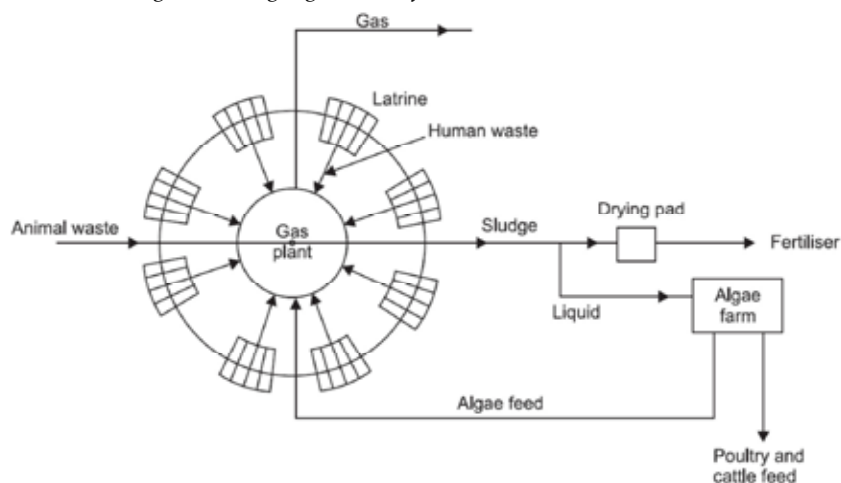 Gas
Latrine
Human waste
Animal waste
Gas
plant
Sludge
Drying pad
Fertiliser
Liquid
Algae
farm
Algae feed
Poultry and
cattle feed